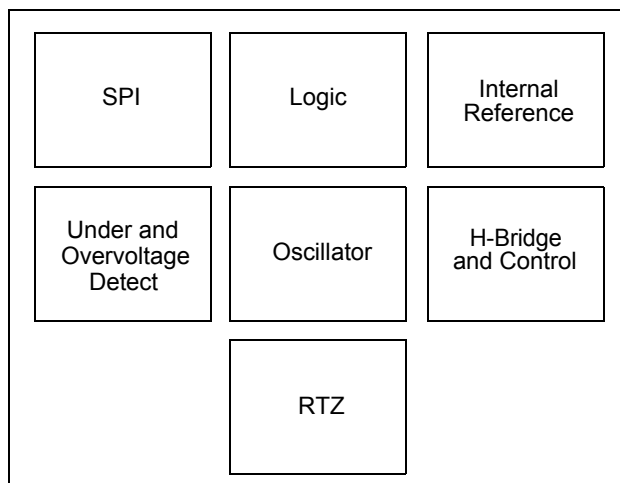 SPI
Logic
Internal
Reference
Under and
Overvoltage
Detect
Oscillator
H-Bridge
and Control
RTZ